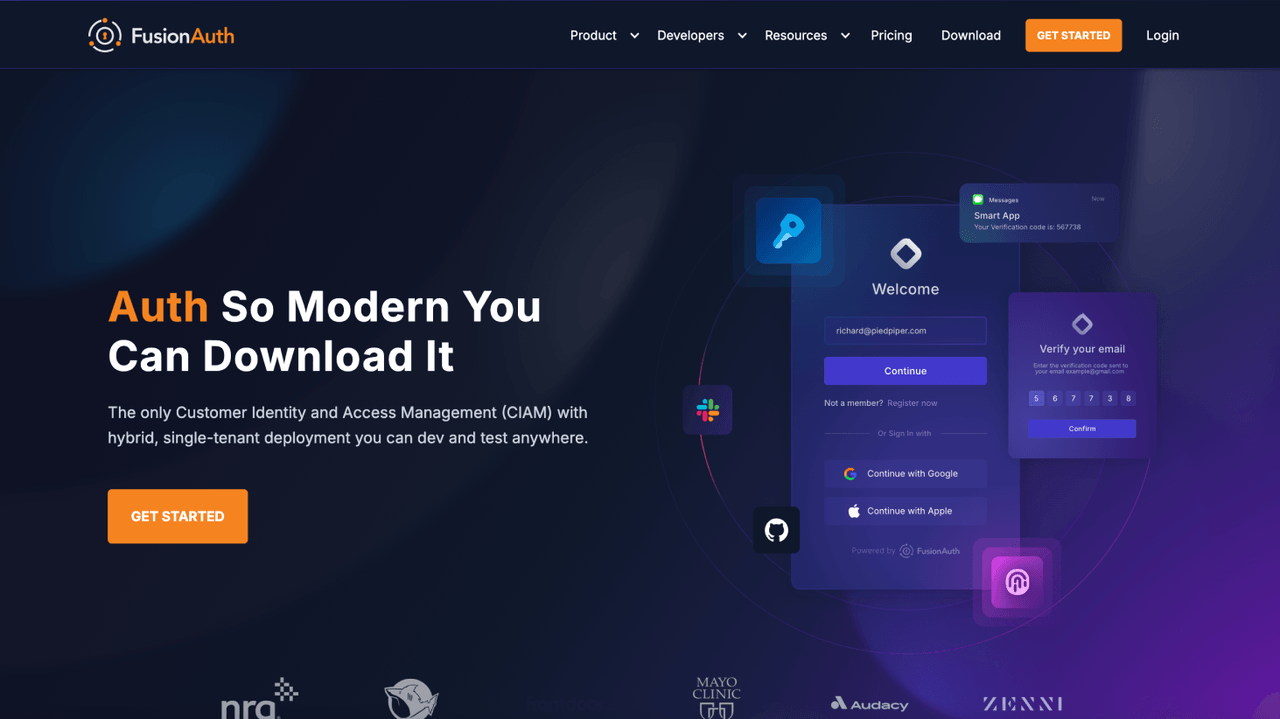 FusionAuth
Product
Developers
Resources
Pricing
Download
GET STARTED
Login
Auth So Modern You
Can Download It
The only Customer Identity and Access Management (CIAM) with
hybrid, single-tenant deployment you can dev and test anywhere.
GET STARTED
Messages
Now
Smart App
Your Verification code is: 567738
Welcome
richard@piedpiper.com
Continue
Not a member? Register now
Or Sign In with
Continue with Google
Continue with Apple
Powered by FusionAuth
Verify your email
Enter the verification code sent to
your email example@gmail.com
5 6 7 7 3 8
Confirm
nrg
MAYO
CLINIC
Audacy
ZENNI